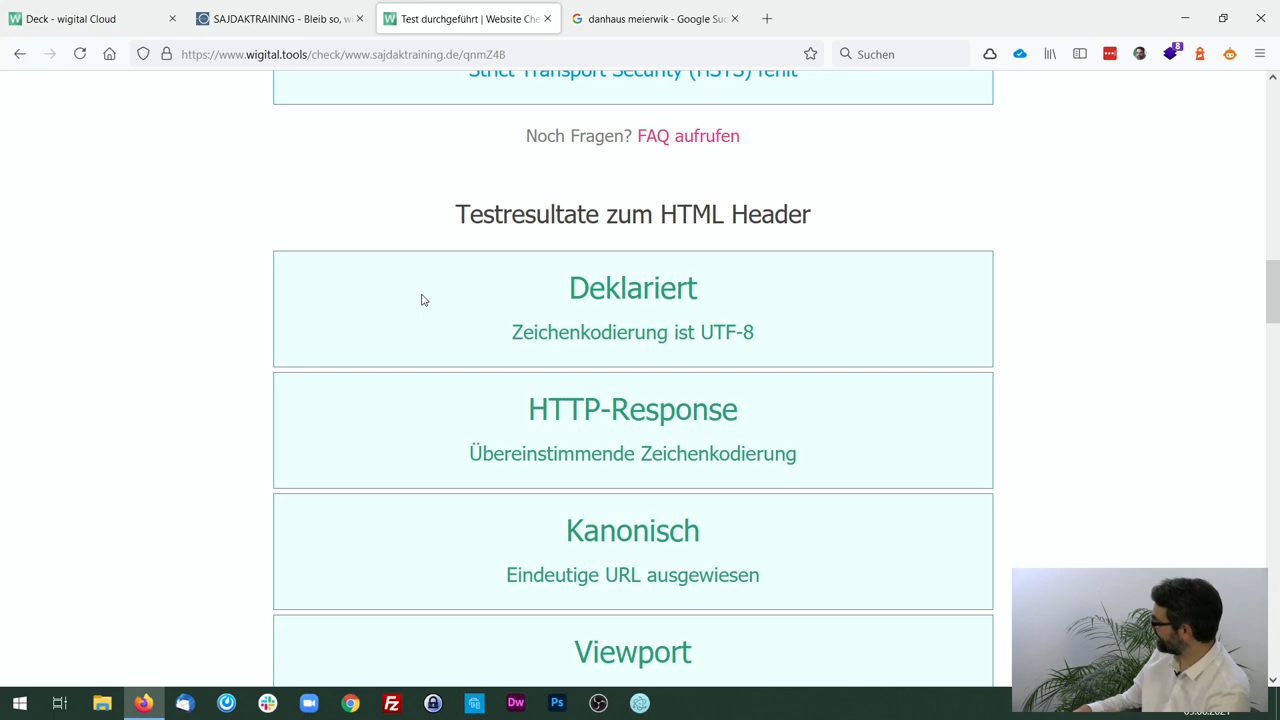 Deck - wigital Cloud
SAJDAKTRAINING - Bleib so, wi
Test durchgeführt | Website Che
danhaus meierwik - Google Suc
https://www.wigital.tools/check/www.sajdaktraining.de/qnmZ4B
Suchen
8
Strict Transport Security (HSTS) fehlt
Noch Fragen? FAQ aufrufen
Testresultate zum HTML Header
Deklariert
Zeichenkodierung ist UTF-8
HTTP-Response
Übereinstimmende Zeichenkodierung
Kanonisch
Eindeutige URL ausgewiesen
Viewport